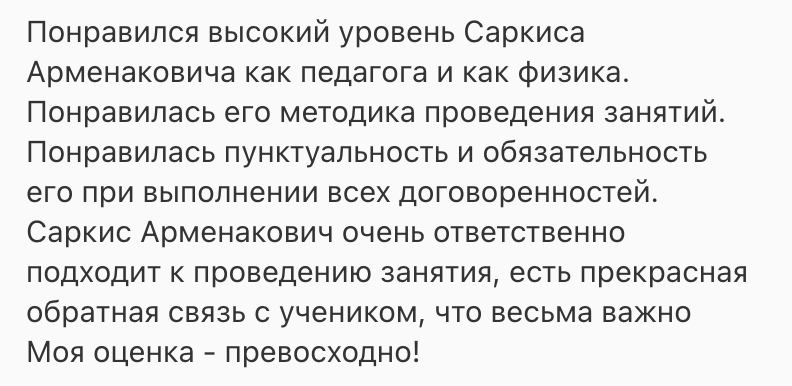 Понравился высокий уровень Саркиса
Арменаковича как педагога и как физика.
Понравилась его методика проведения занятий.
Понравилась пунктуальность и обязательность
его при выполнении всех договоренностей.
Саркис Арменакович очень ответственно
подходит к проведению занятия, есть прекрасная
обратная связь с учеником, что весьма важно
Моя оценка - превосходно!